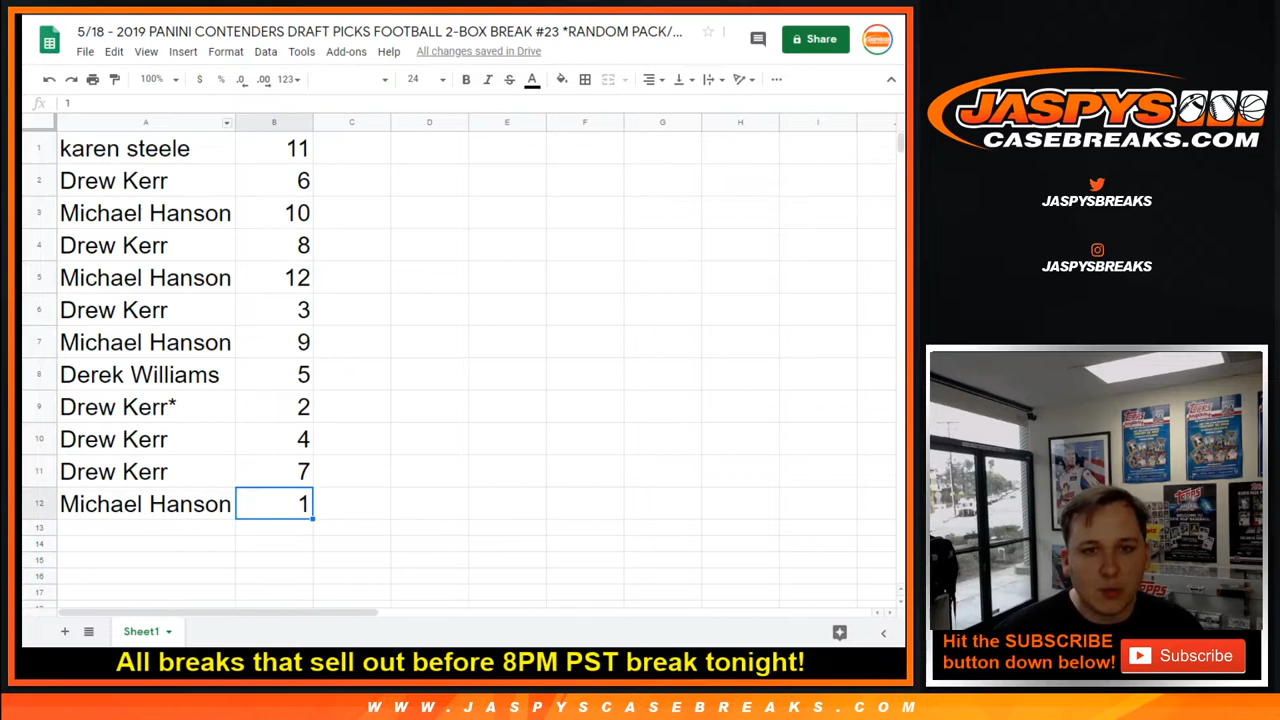 5/18 - 2019 PANINI CONTENDERS DRAFT PICKS FOOTBALL 2-BOX BREAK #23 *RANDOM PACK/...
File Edit View Insert Format Data Tools Add-ons Help All changes saved in Drive
Share
100% $ % .0 .00 123 24 B I S A
fx 1
A B C D E F G H I
1 karen steele 11
2 Drew Kerr 6
3 Michael Hanson 10
4 Drew Kerr 8
5 Michael Hanson 12
6 Drew Kerr 3
7 Michael Hanson 9
8 Derek Williams 5
9 Drew Kerr* 2
10 Drew Kerr 4
11 Drew Kerr 7
12 Michael Hanson 1
13
14
15
16
17
Sheet1
JASPYS
CASEBREAKS.COM
JASPYSBREAKS
JASPYSBREAKS
TOPPS
Hit the SUBSCRIBE
button down below!
Subscribe
All breaks that sell out before 8PM PST break tonight!
WWW.JASPYSCASEBREAKS.COM